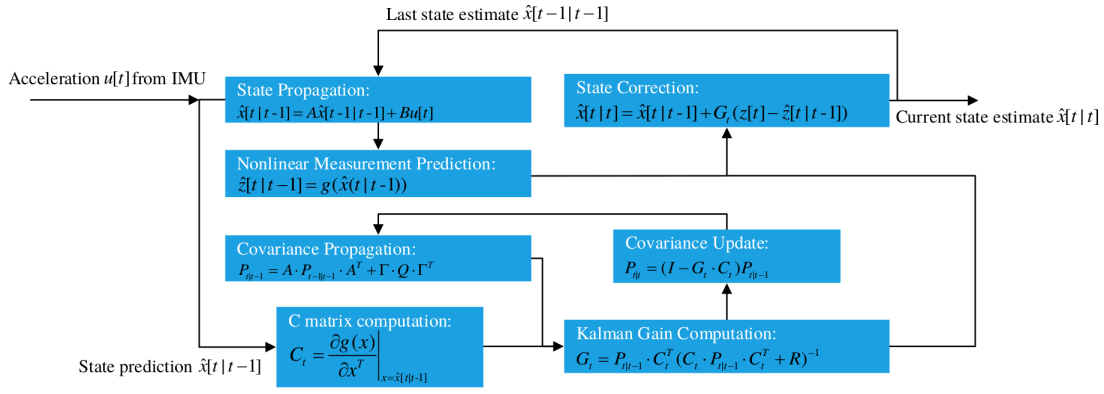 Last state estimate x̂[t−1|t−1]
Acceleration u[t] from IMU
State Propagation:
x̂[t|t-1] = Ax̂[t-1|t-1] + Bu[t]
State Correction:
x̂[t|t] = x̂[t|t-1] + G_t(z[t] − ẑ[t|t-1])
Current state estimate x̂[t|t]
Nonlinear Measurement Prediction:
ẑ[t|t−1] = g(x̂(t|t-1))
Covariance Propagation:
P_{t|t−1} = A · P_{t−1|t−1} · A^T + Γ · Q · Γ^T
Covariance Update:
P_{t|t} = (I − G_t · C_t)P_{t|t−1}
C matrix computation:
C_t = ∂g(x)/∂x^T |_{x=x̂[t|t-1]}
Kalman Gain Computation:
G_t = P_{t|t−1} · C_t^T (C_t · P_{t|t−1} · C_t^T + R)^{−1}
State prediction x̂[t|t−1]